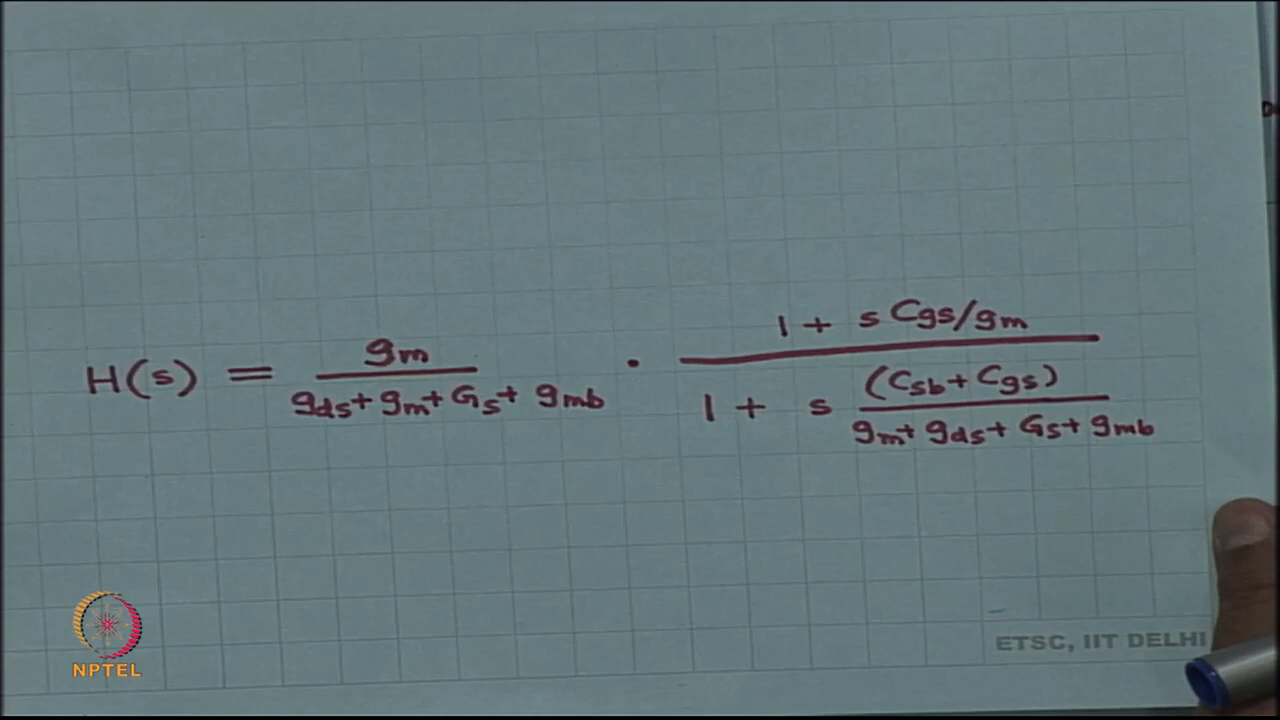 H(s) = gm / (gds + gm + Gs + gmb) · (1 + s Cgs/gm) / (1 + s (Csb + Cgs) / (gm + gds + Gs + gmb))
ETSC, IIT DELHI
NPTEL